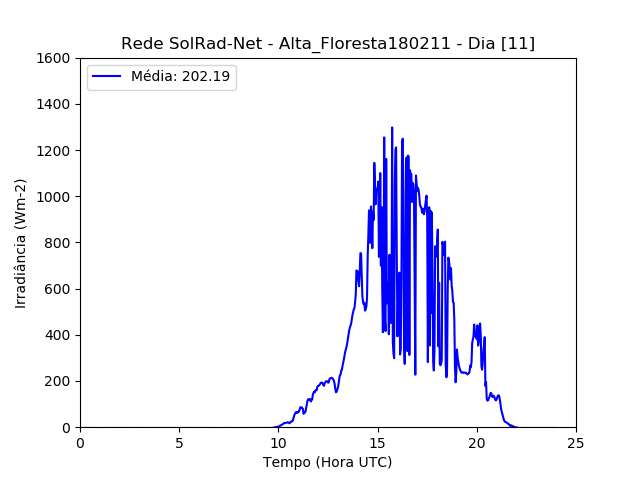 Rede SolRad-Net - Alta_Floresta180211 - Dia [11]
Média: 202.19
Irradiância (Wm-2)
1600
1400
1200
1000
800
600
400
200
0
0 5 10 15 20 25
Tempo (Hora UTC)